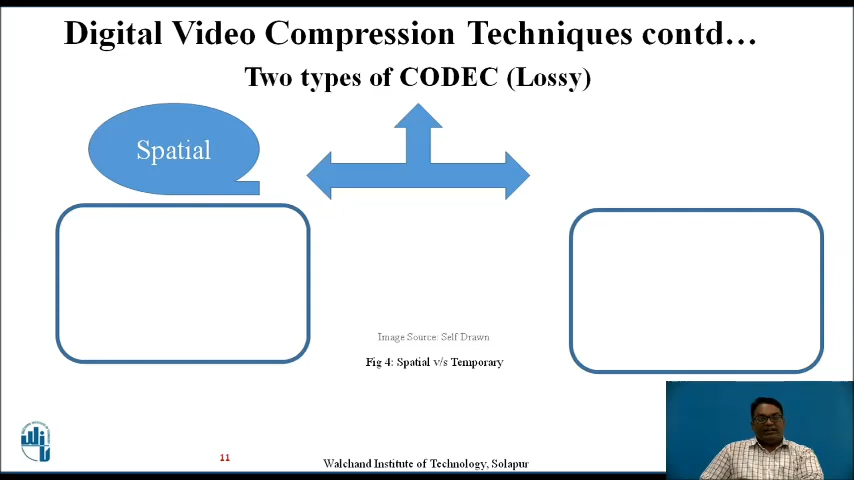 Digital Video Compression Techniques contd…
Two types of CODEC (Lossy)
Spatial
Image Source: Self Drawn
Fig 4: Spatial v/s Temporary
11
Walchand Institute of Technology, Solapur